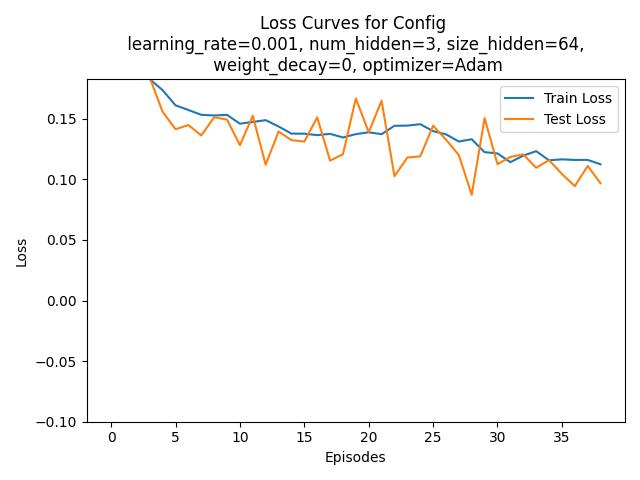 Loss Curves for Config
learning_rate=0.001, num_hidden=3, size_hidden=64,
weight_decay=0, optimizer=Adam
Train Loss
Test Loss
0.15
0.10
0.05
0.00
−0.05
−0.10
Loss
0 5 10 15 20 25 30 35
Episodes